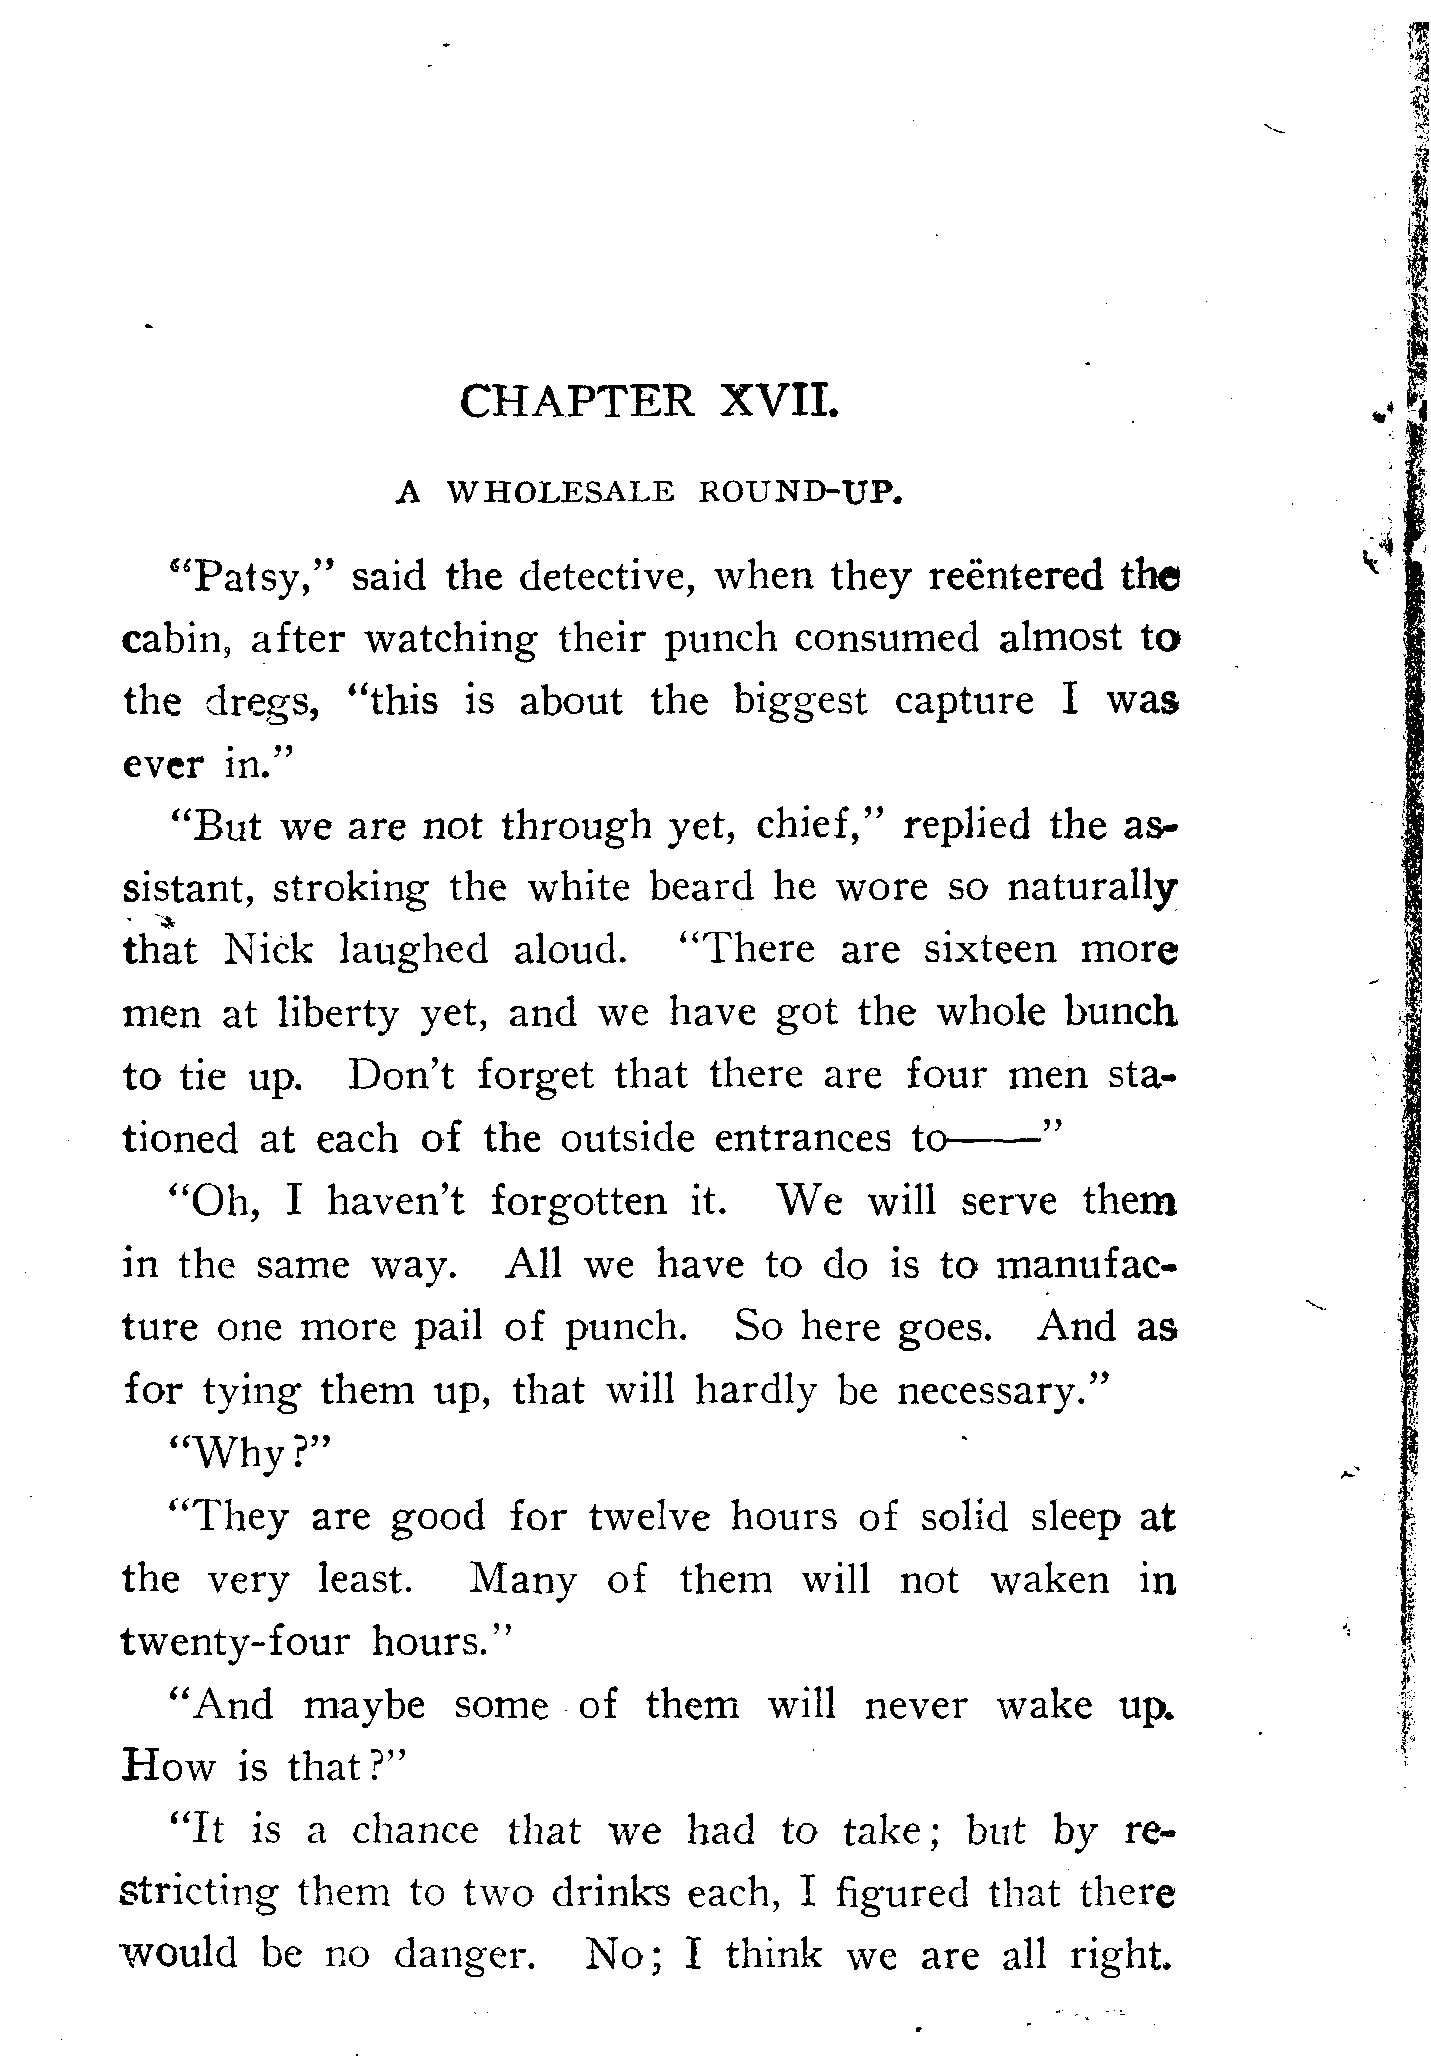 CHAPTER XVII.
A WHOLESALE ROUND-UP.
“Patsy,” said the detective, when they reëntered the
cabin, after watching their punch consumed almost to
the dregs, “this is about the biggest capture I was
ever in.”
“But we are not through yet, chief,” replied the as-
sistant, stroking the white beard he wore so naturally
that Nick laughed aloud. “There are sixteen more
men at liberty yet, and we have got the whole bunch
to tie up. Don’t forget that there are four men sta-
tioned at each of the outside entrances to——”
“Oh, I haven’t forgotten it. We will serve them
in the same way. All we have to do is to manufac-
ture one more pail of punch. So here goes. And as
for tying them up, that will hardly be necessary.”
“Why?”
“They are good for twelve hours of solid sleep at
the very least. Many of them will not waken in
twenty-four hours.”
“And maybe some of them will never wake up.
How is that?”
“It is a chance that we had to take; but by re-
stricting them to two drinks each, I figured that there
would be no danger. No; I think we are all right.